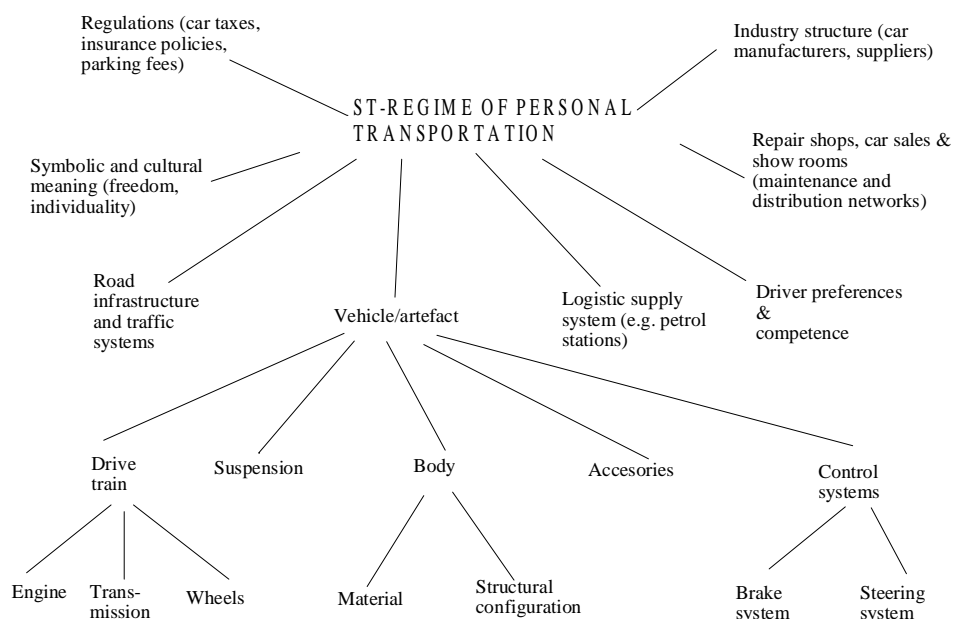 Regulations (car taxes,
insurance policies,
parking fees)
Industry structure (car
manufacturers, suppliers)
ST-REGIME OF PERSONAL
TRANSPORTATION
Symbolic and cultural
meaning (freedom,
individuality)
Repair shops, car sales &
show rooms
(maintenance and
distribution networks)
Road
infrastructure
and traffic
systems
Vehicle/artefact
Logistic supply
system (e.g. petrol
stations)
Driver preferences
&
competence
Drive
train
Suspension
Body
Accesories
Control
systems
Engine
Trans-
mission
Wheels
Material
Structural
configuration
Brake
system
Steering
system